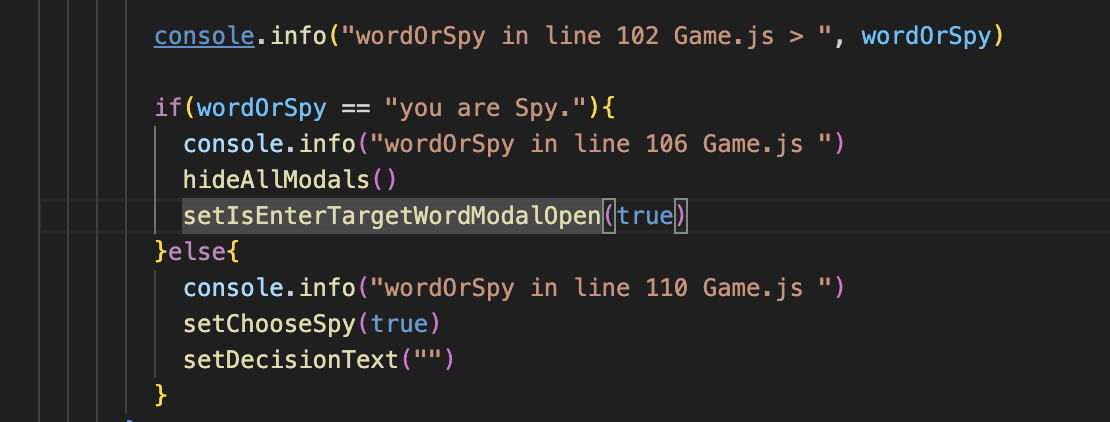 console.info("wordOrSpy in line 102 Game.js > ", wordOrSpy)
if(wordOrSpy == "you are Spy."){
console.info("wordOrSpy in line 106 Game.js ")
hideAllModals()
setIsEnterTargetWordModalOpen(true)
}else{
console.info("wordOrSpy in line 110 Game.js ")
setChooseSpy(true)
setDecisionText("")
}